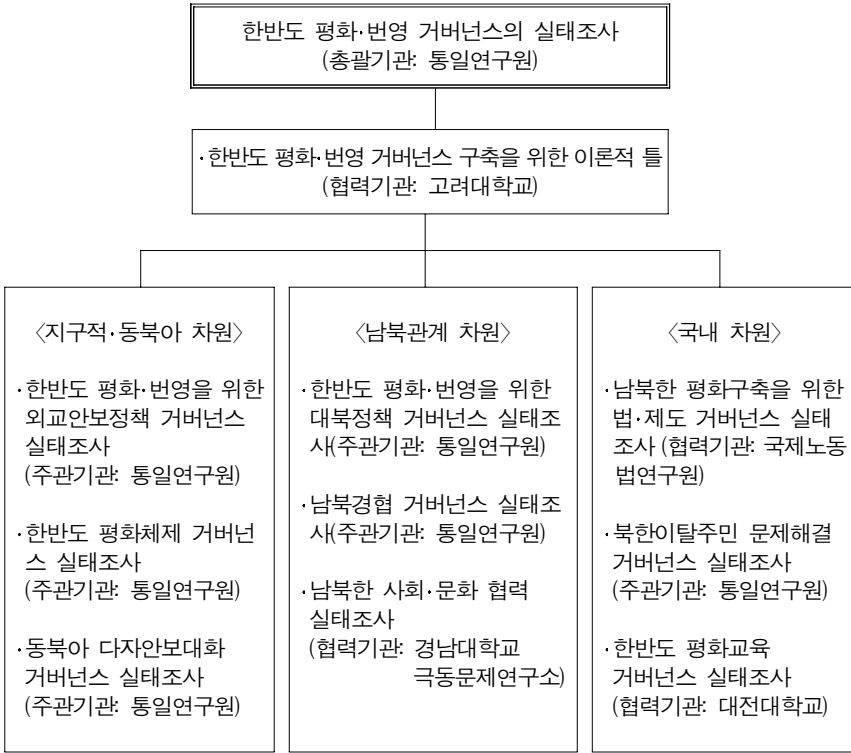 한반도 평화·번영 거버넌스의 실태조사
(총괄기관: 통일연구원)
·한반도 평화·번영 거버넌스 구축을 위한 이론적 틀
(협력기관: 고려대학교)
〈지구적·동북아 차원〉
·한반도 평화·번영을 위한
외교안보정책 거버넌스
실태조사
(주관기관: 통일연구원)
·한반도 평화체제 거버넌
스 실태조사
(주관기관: 통일연구원)
·동북아 다자안보대화
거버넌스 실태조사
(주관기관: 통일연구원)
〈남북관계 차원〉
·한반도 평화·번영을 위한
대북정책 거버넌스 실태조
사(주관기관: 통일연구원)
·남북경협 거버넌스 실태조
사(주관기관: 통일연구원)
·남북한 사회·문화 협력
실태조사
(협력기관: 경남대학교
극동문제연구소)
〈국내 차원〉
·남북한 평화구축을 위한
법·제도 거버넌스 실태
조사 (협력기관: 국제노동
법연구원)
·북한이탈주민 문제해결
거버넌스 실태조사
(주관기관: 통일연구원)
·한반도 평화교육
거버넌스 실태조사
(협력기관: 대전대학교)